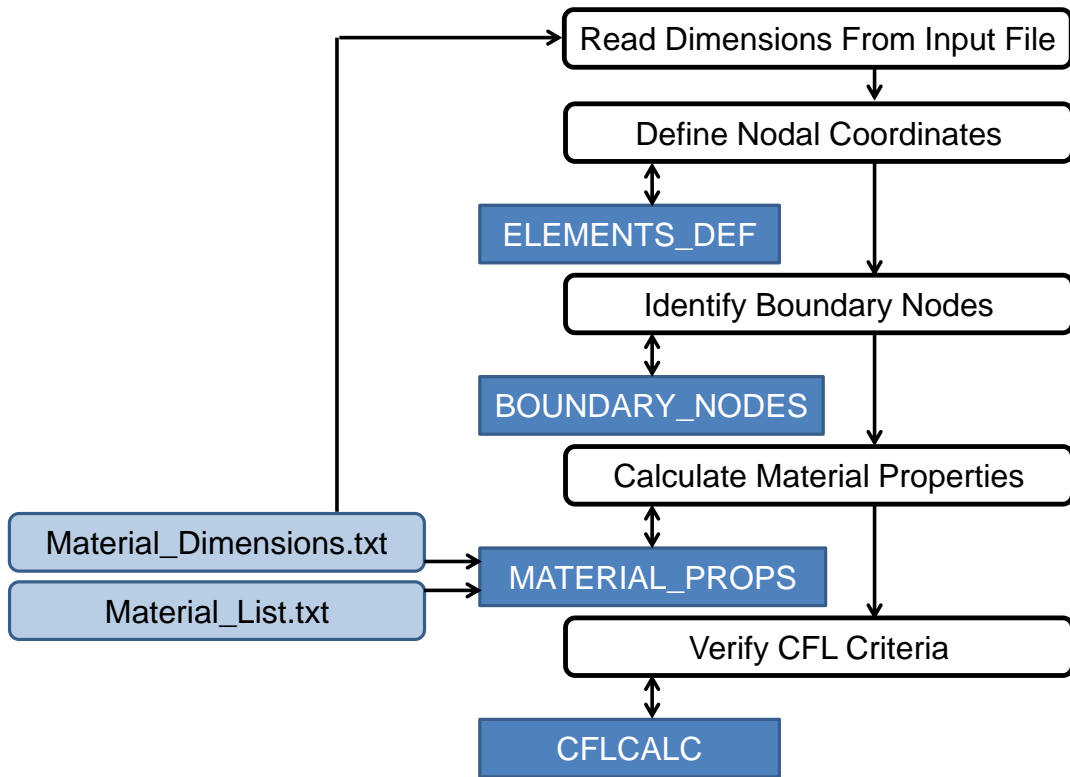 Read Dimensions From Input File
Define Nodal Coordinates
ELEMENTS_DEF
Identify Boundary Nodes
BOUNDARY_NODES
Calculate Material Properties
Material_Dimensions.txt
MATERIAL_PROPS
Material_List.txt
Verify CFL Criteria
CFLCALC